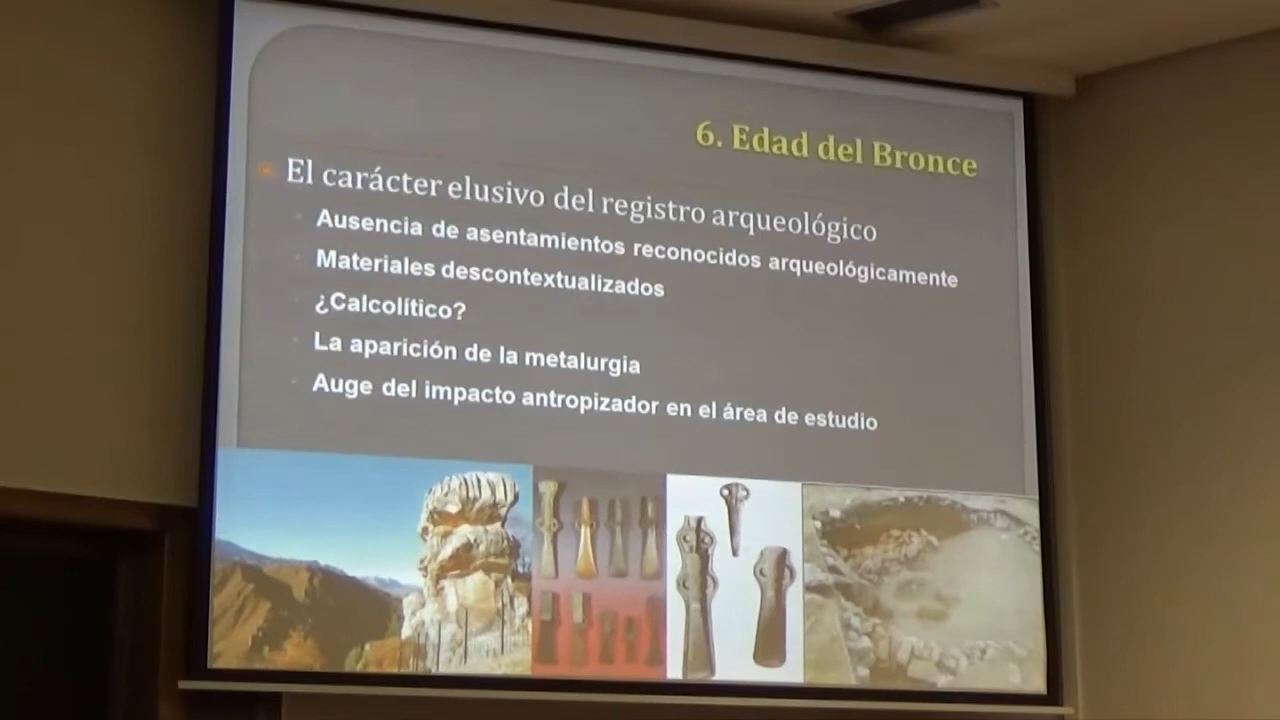 6. Edad del Bronce
El carácter elusivo del registro arqueológico
Ausencia de asentamientos reconocidos arqueológicamente
Materiales descontextualizados
¿Calcolítico?
La aparición de la metalurgia
Auge del impacto antropizador en el área de estudio